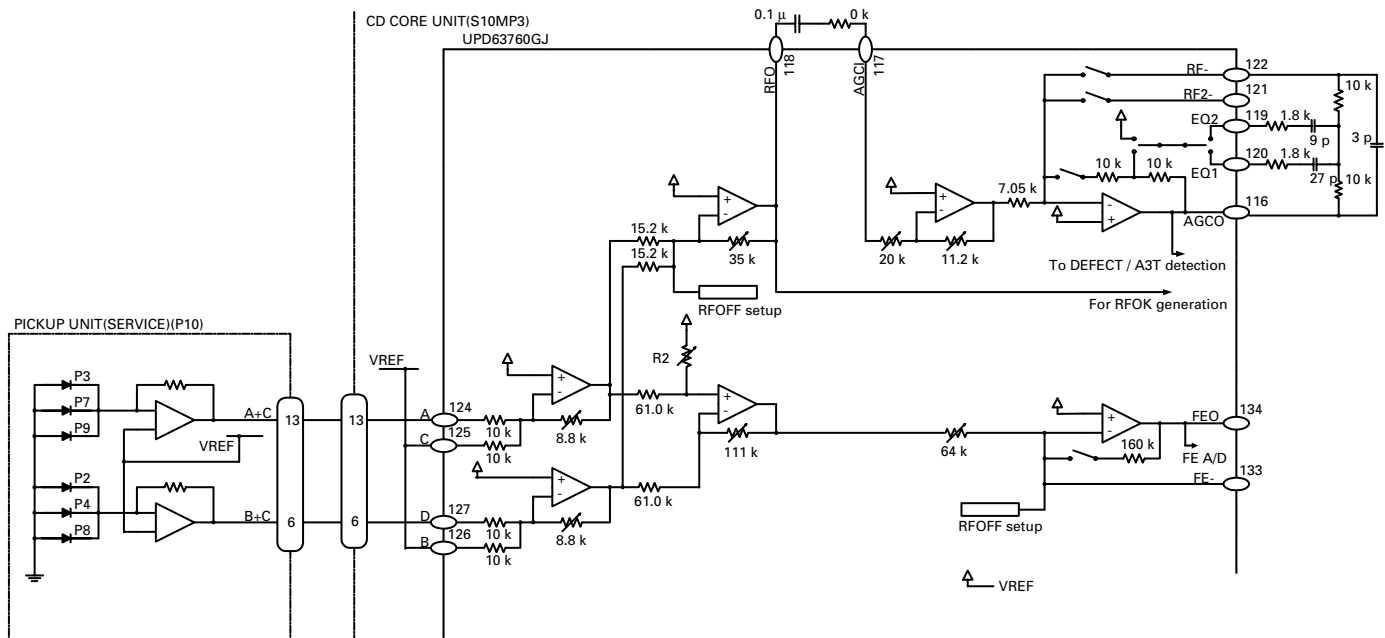 CD CORE UNIT(S10MP3)
UPD63760GJ
0.1 µ
0 k
RFO
118
AGCI
117
RF-
122
RF2-
121
EQ2
119
1.8 k
9 p
10 k
3 p
EQ1
120
1.8 k
27 p
10 k
10 k
10 k
AGCO
116
7.05 k
+
-
+
-
-
+
15.2 k
15.2 k
35 k
20 k
11.2 k
To DEFECT / A3T detection
RFOFF setup
For RFOK generation
PICKUP UNIT(SERVICE)(P10)
P3
P7
P9
A+C
13
13
VREF
VREF
A
124
10 k
C
125
10 k
+
-
8.8 k
R2
61.0 k
+
-
111 k
64 k
+
-
160 k
FEO
134
FE A/D
FE-
133
P2
P4
P8
B+C
6
6
D
127
10 k
B
126
10 k
+
-
8.8 k
61.0 k
RFOFF setup
VREF